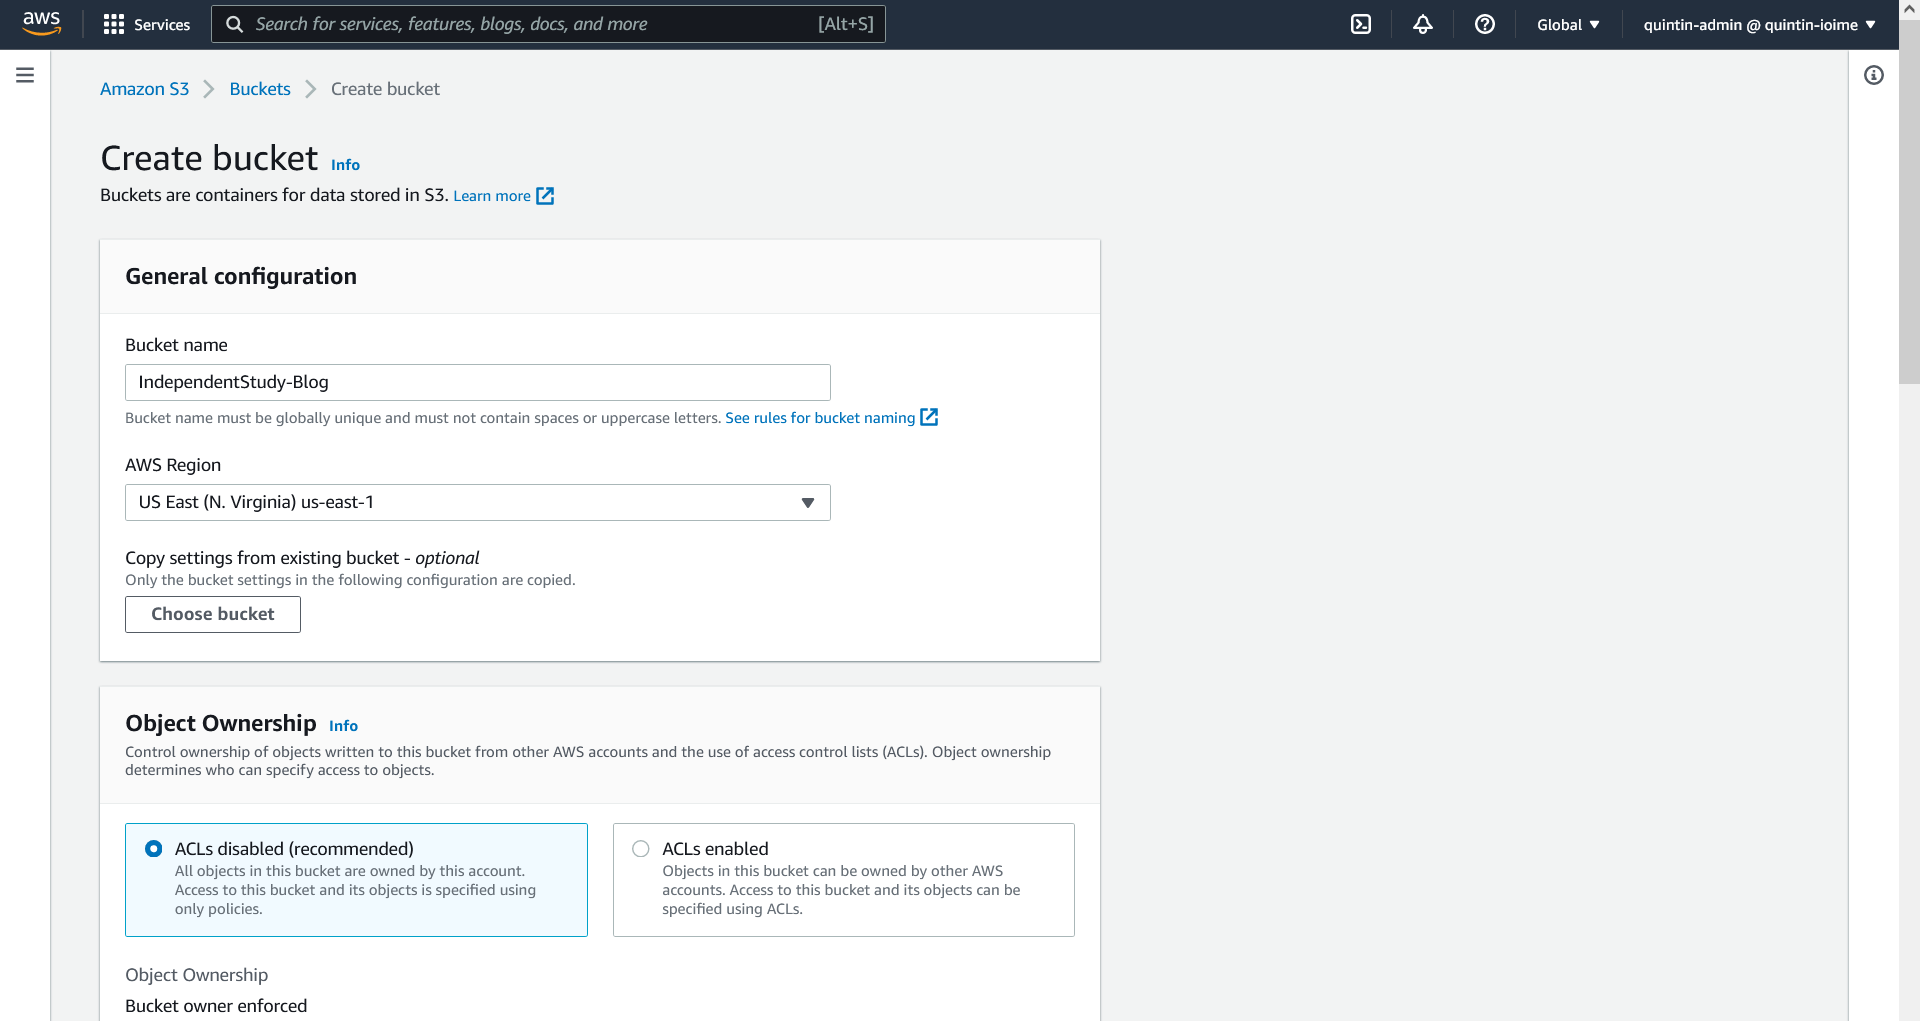 aws Services Search for services, features, blogs, docs, and more [Alt+S] Global quintin-admin @ quintin-ioime
Amazon S3 Buckets Create bucket
Create bucket Info
Buckets are containers for data stored in S3. Learn more
General configuration
Bucket name
IndependentStudy-Blog
Bucket name must be globally unique and must not contain spaces or uppercase letters. See rules for bucket naming
AWS Region
US East (N. Virginia) us-east-1
Copy settings from existing bucket - optional
Only the bucket settings in the following configuration are copied.
Choose bucket
Object Ownership Info
Control ownership of objects written to this bucket from other AWS accounts and the use of access control lists (ACLs). Object ownership
determines who can specify access to objects.
ACLs disabled (recommended)
All objects in this bucket are owned by this account.
Access to this bucket and its objects is specified using
only policies.
ACLs enabled
Objects in this bucket can be owned by other AWS
accounts. Access to this bucket and its objects can be
specified using ACLs.
Object Ownership
Bucket owner enforced